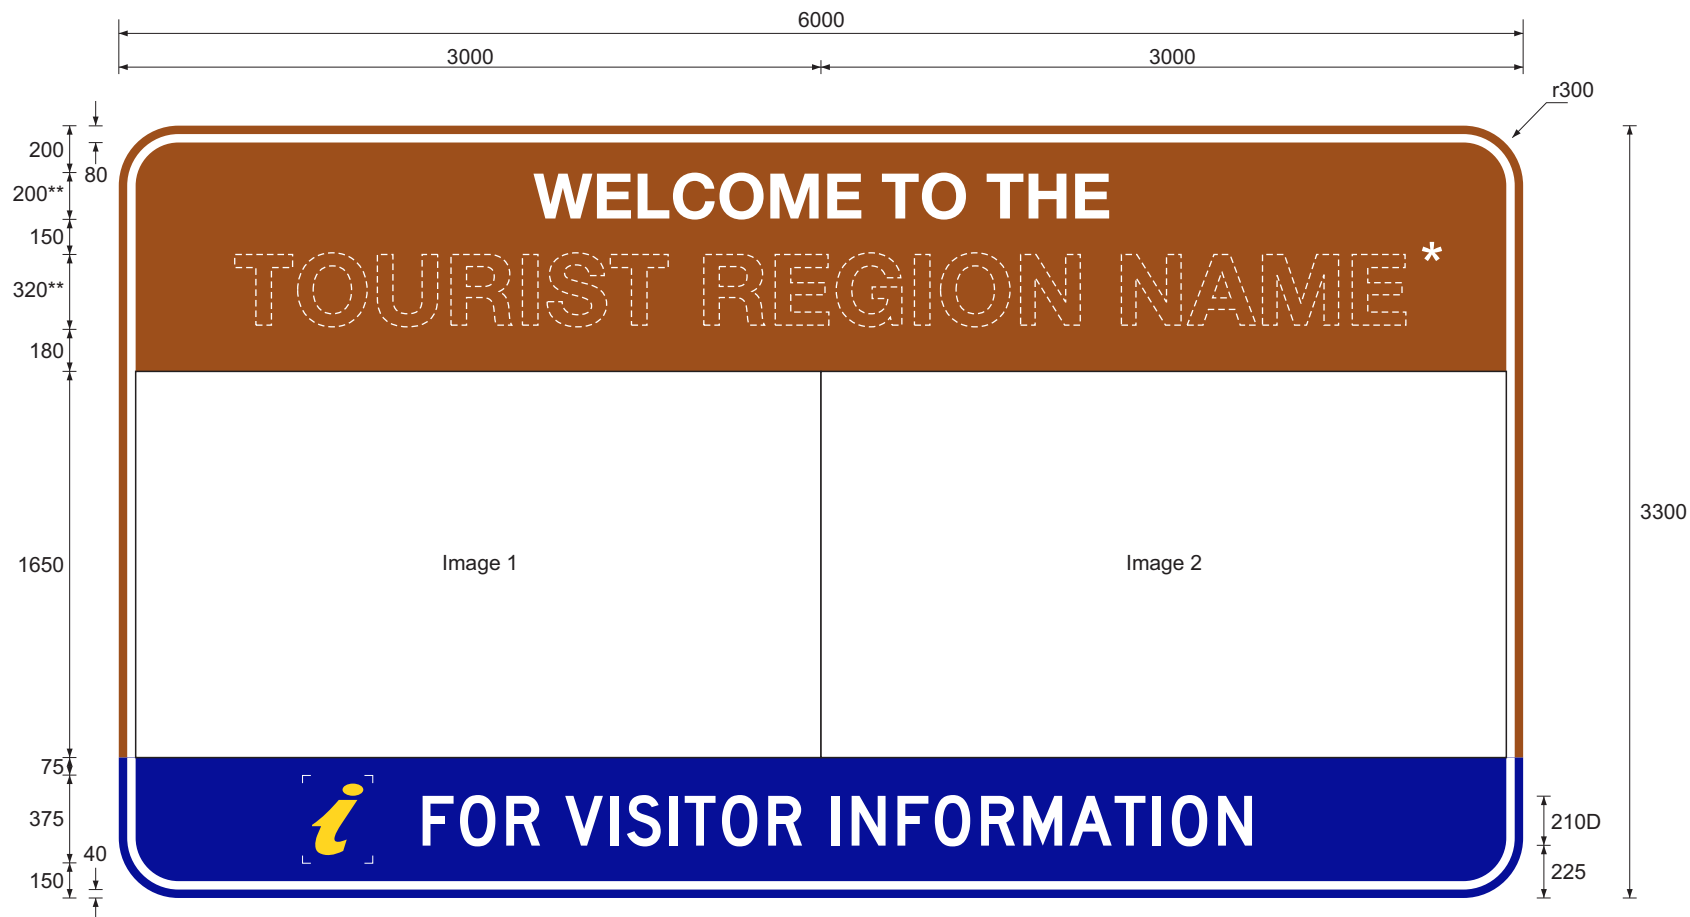 6000
3000 3000
r300
200
80
200**
WELCOME TO THE
150
TOURIST REGION NAME*
320**
180
3300
1650
Image 1 Image 2
75
i FOR VISITOR INFORMATION
375
210D
40
150
225